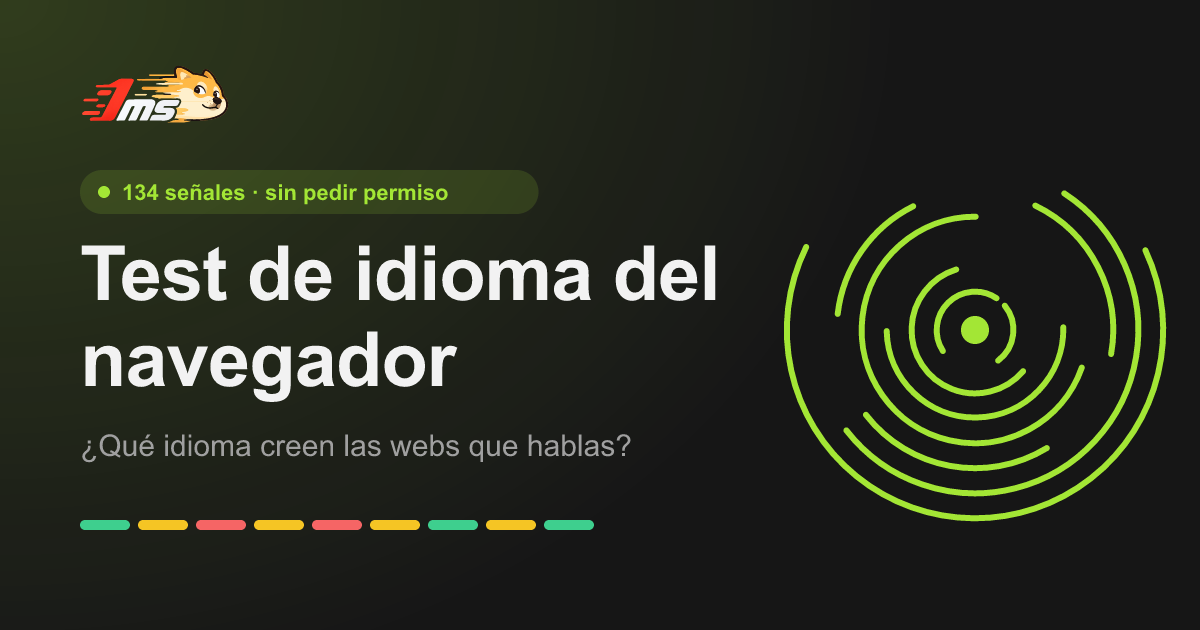 1ms
134 señales · sin pedir permiso
Test de idioma del
navegador
¿Qué idioma creen las webs que hablas?